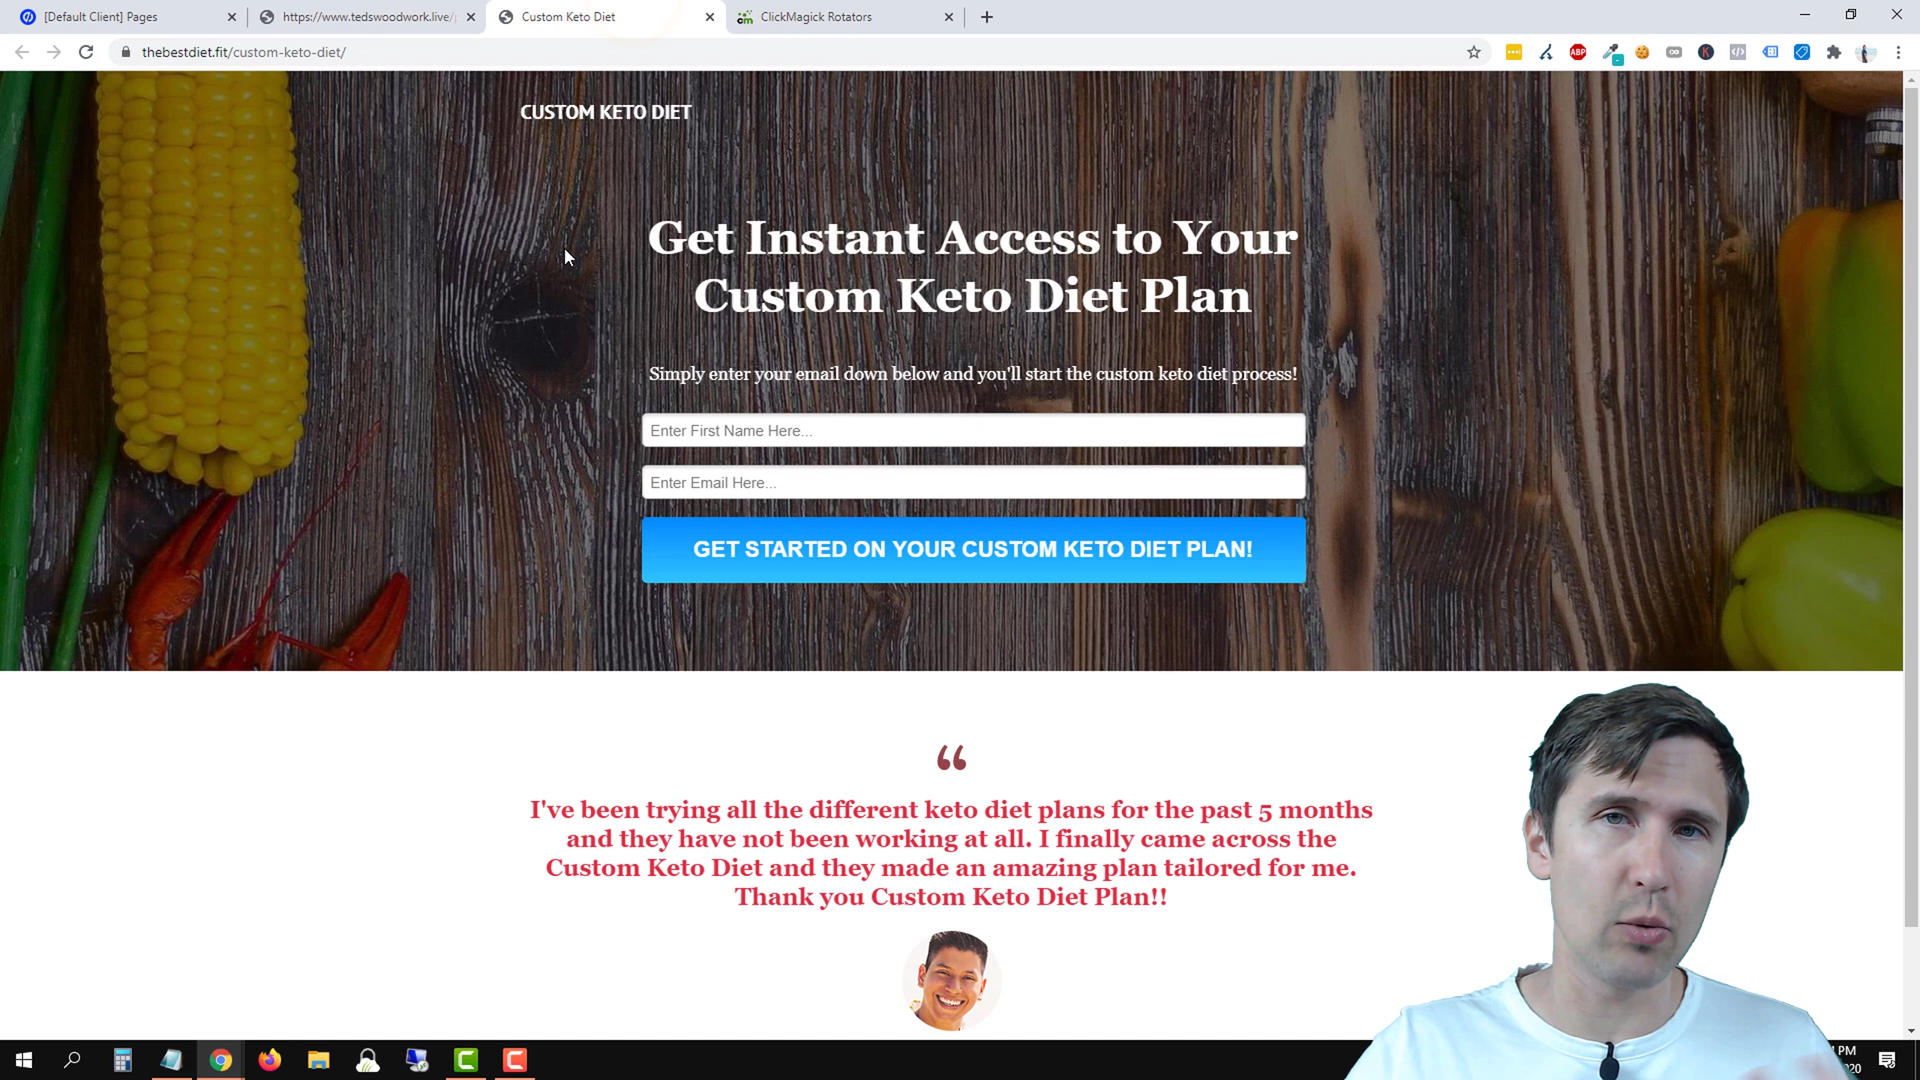 [Default Client] Pages
https://www.tedswoodwork.live/
Custom Keto Diet
ClickMagick Rotators
thebestdiet.fit/custom-keto-diet/
CUSTOM KETO DIET
Get Instant Access to Your
Custom Keto Diet Plan
Simply enter your email down below and you'll start the custom keto diet process!
Enter First Name Here...
Enter Email Here...
GET STARTED ON YOUR CUSTOM KETO DIET PLAN!
“
I've been trying all the different keto diet plans for the past 5 months
and they have not been working at all. I finally came across the
Custom Keto Diet and they made an amazing plan tailored for me.
Thank you Custom Keto Diet Plan!!
ABP
cm
PM